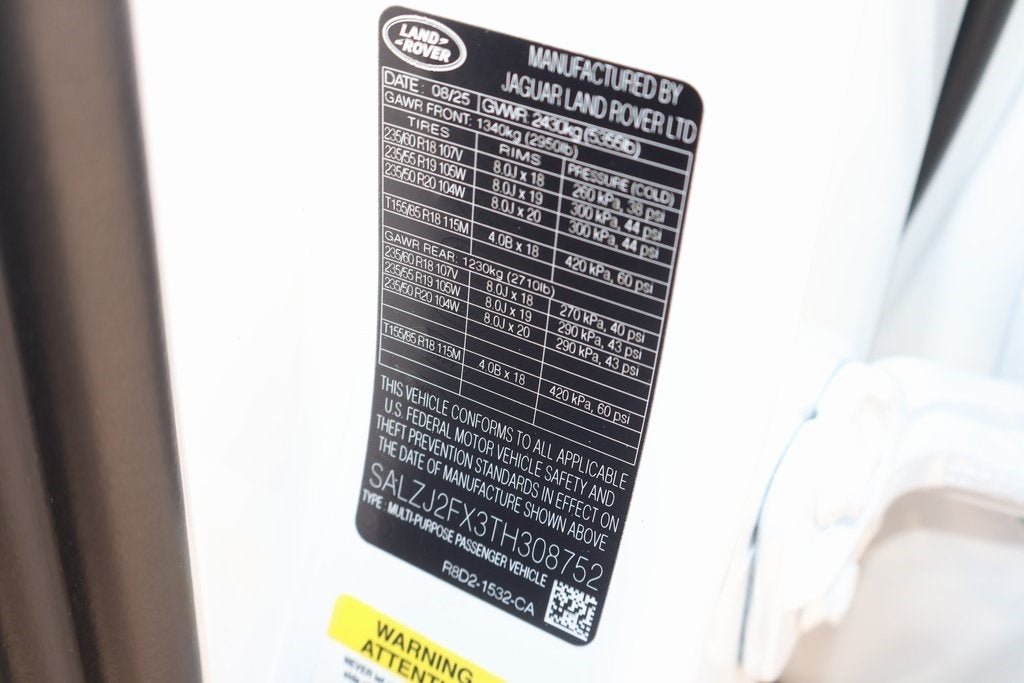 LAND ROVER
MANUFACTURED BY
JAGUAR LAND ROVER LTD
DATE: 08/25 GVWR 2430kg (5355lb)
GAWR FRONT: 1340kg (2950lb)
TIRES RIMS PRESSURE (COLD)
235/60 R18 107V 8.0J x 18 260 kPa, 38 psi
235/55 R19 105W 8.0J x 19 300 kPa, 44 psi
235/50 R20 104W 8.0J x 20 300 kPa, 44 psi
T155/85 R18 115M 4.0B x 18 420 kPa, 60 psi
GAWR REAR: 1230kg (2710lb)
235/60 R18 107V 8.0J x 18 270 kPa, 40 psi
235/55 R19 105W 8.0J x 19 290 kPa, 43 psi
235/50 R20 104W 8.0J x 20 290 kPa, 43 psi
T155/85 R18 115M 4.0B x 18 420 kPa, 60 psi
THIS VEHICLE CONFORMS TO ALL APPLICABLE
U.S. FEDERAL MOTOR VEHICLE SAFETY AND
THEFT PREVENTION STANDARDS IN EFFECT ON
THE DATE OF MANUFACTURE SHOWN ABOVE
SALZJ2FX3TH308752
TYPE: MULTI-PURPOSE PASSENGER VEHICLE
R8D2-1532-CA
WARNING
NEVER